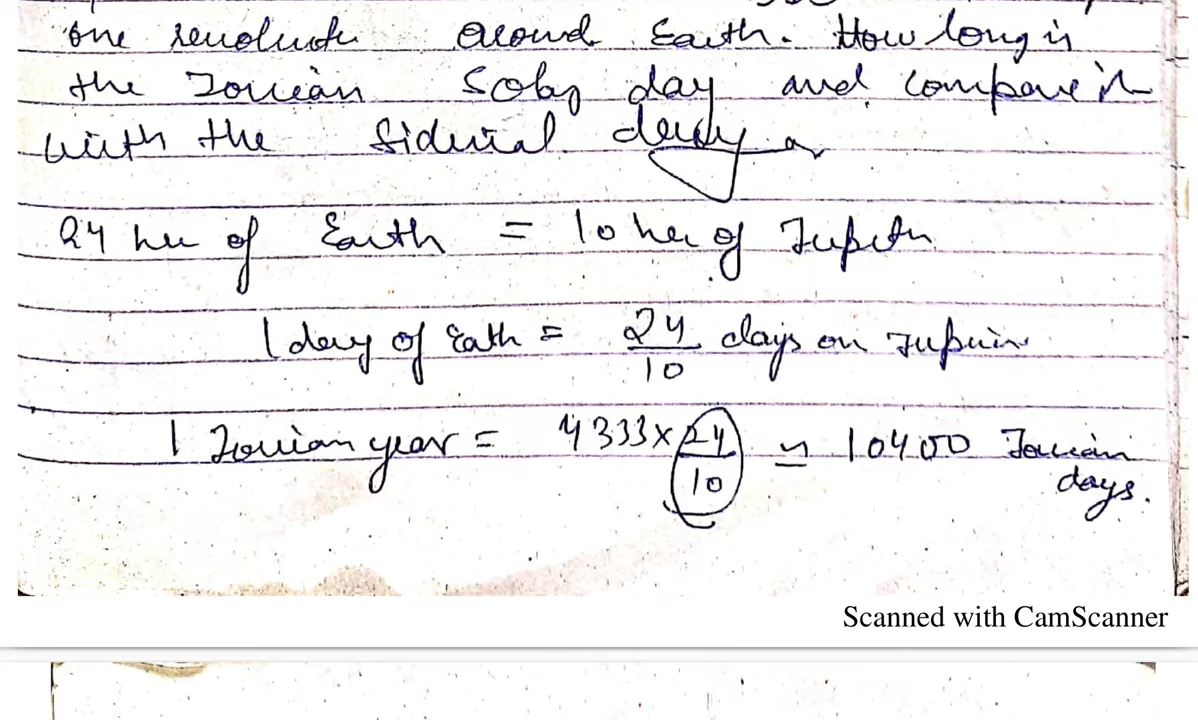 one revolution around Earth. How long is
the Jovian Solar day and compare it
with the Siderial day
24 hr of Earth = 10 hr of Jupiter
1 day of Earth = 24/10 days on Jupiter
1 Jovian year = 4333 x 24/10 ≃ 10400 Jovian
days.
Scanned with CamScanner